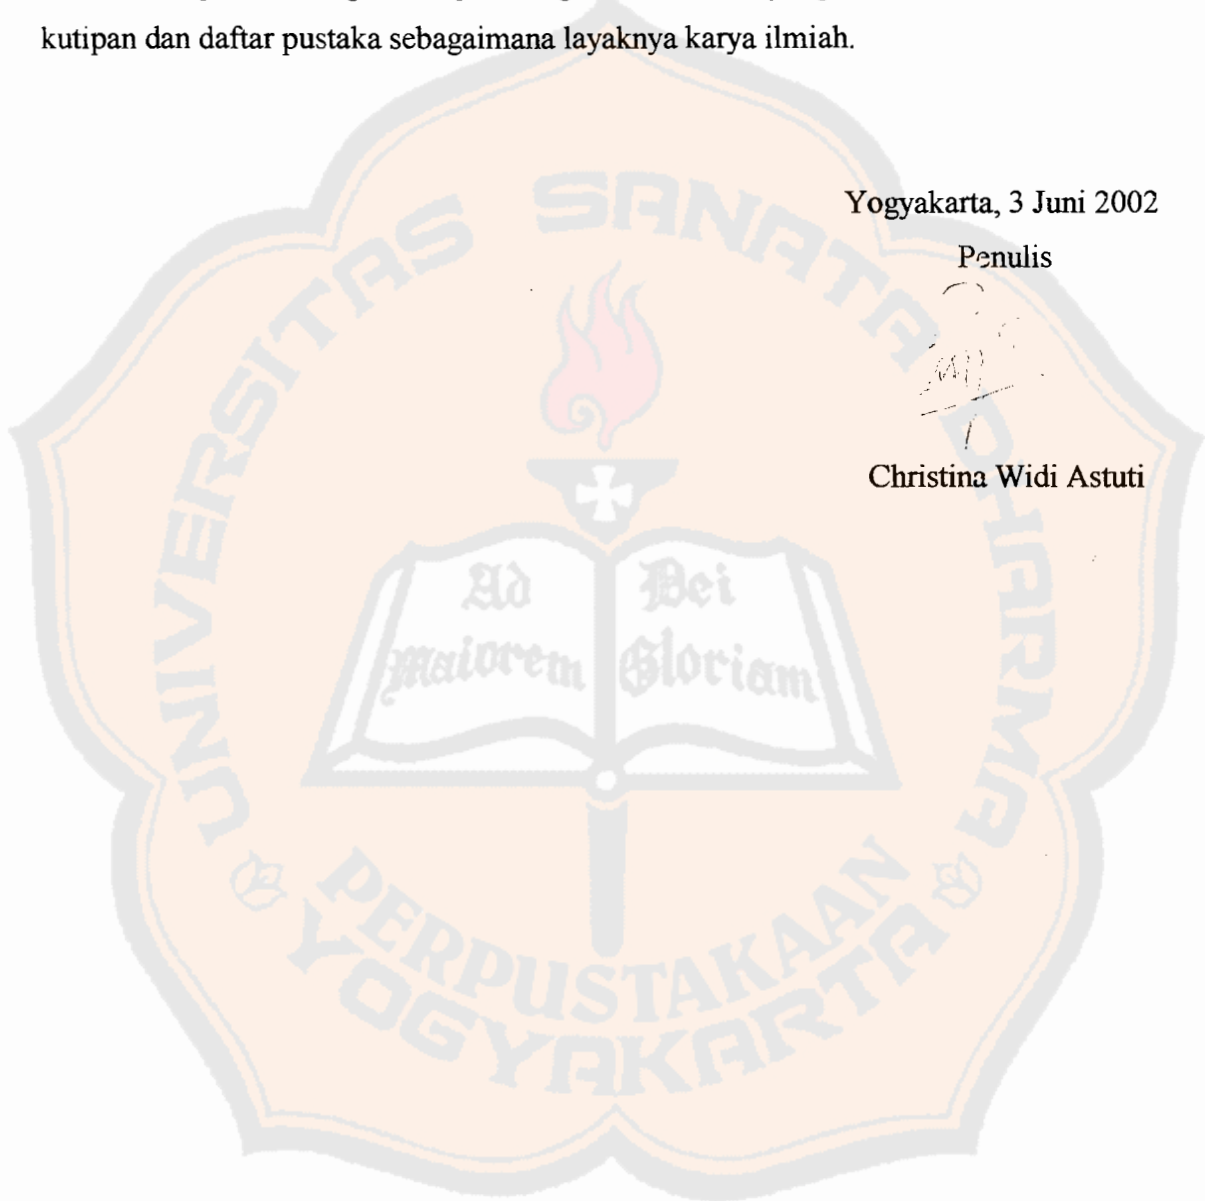 kutipan dan daftar pustaka sebagaimana layaknya karya ilmiah.
Yogyakarta, 3 Juni 2002
Penulis
Christina Widi Astuti
UNIVERSITAS SANATA DHARMA
Ad
maiorem
Dei
Gloriam
PERPUSTAKAAN
YOGYAKARTA